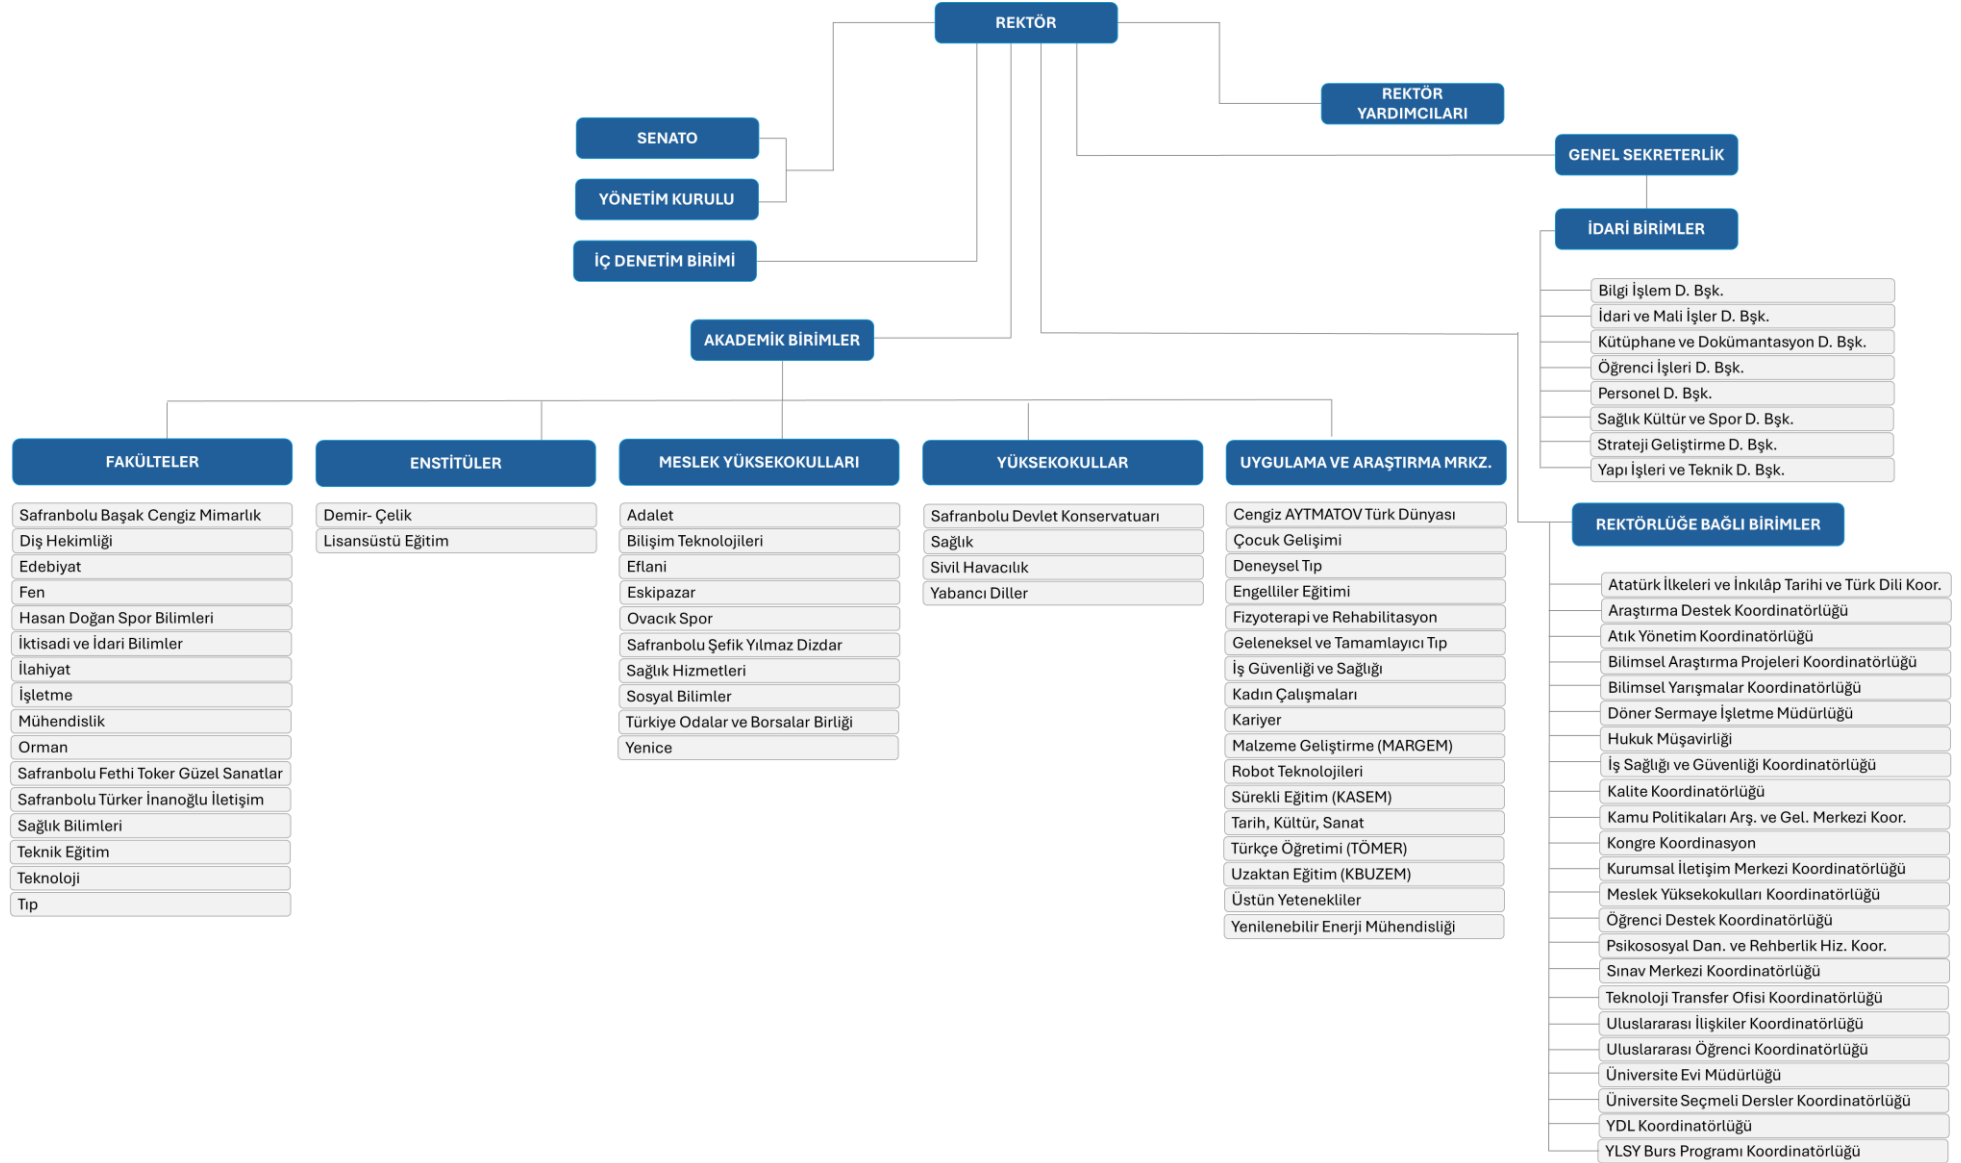 REKTÖR
REKTÖR
YARDIMCILARI
SENATO
GENEL SEKRETERLİK
YÖNETİM KURULU
İDARİ BİRİMLER
İÇ DENETİM BİRİMİ
Bilgi İşlem D. Bşk.
İdari ve Mali İşler D. Bşk.
Kütüphane ve Dokümantasyon D. Bşk.
Öğrenci İşleri D. Bşk.
Personel D. Bşk.
Sağlık Kültür ve Spor D. Bşk.
Strateji Geliştirme D. Bşk.
Yapı İşleri ve Teknik D. Bşk.
AKADEMİK BİRİMLER
FAKÜLTELER
Safranbolu Başak Cengiz Mimarlık
Diş Hekimliği
Edebiyat
Fen
Hasan Doğan Spor Bilimleri
İktisadi ve İdari Bilimler
İlahiyat
İşletme
Mühendislik
Orman
Safranbolu Fethi Toker Güzel Sanatlar
Safranbolu Türker İnanoğlu İletişim
Sağlık Bilimleri
Teknik Eğitim
Teknoloji
Tıp
ENSTİTÜLER
Demir- Çelik
Lisansüstü Eğitim
MESLEK YÜKSEKOKULLARI
Adalet
Bilişim Teknolojileri
Eflani
Eskipazar
Ovacık Spor
Safranbolu Şefik Yılmaz Dizdar
Sağlık Hizmetleri
Sosyal Bilimler
Türkiye Odalar ve Borsalar Birliği
Yenice
YÜKSEKOKULLAR
Safranbolu Devlet Konservatuarı
Sağlık
Sivil Havacılık
Yabancı Diller
UYGULAMA VE ARAŞTIRMA MRKZ.
Cengiz AYTMATOV Türk Dünyası
Çocuk Gelişimi
Deneysel Tıp
Engelliler Eğitimi
Fizyoterapi ve Rehabilitasyon
Geleneksel ve Tamamlayıcı Tıp
İş Güvenliği ve Sağlığı
Kadın Çalışmaları
Kariyer
Malzeme Geliştirme (MARGEM)
Robot Teknolojileri
Sürekli Eğitim (KASEM)
Tarih, Kültür, Sanat
Türkçe Öğretimi (TÖMER)
Uzaktan Eğitim (KBUZEM)
Üstün Yetenekliler
Yenilenebilir Enerji Mühendisliği
REKTÖRLÜĞE BAĞLI BİRİMLER
Atatürk İlkeleri ve İnkılâp Tarihi ve Türk Dili Koor.
Araştırma Destek Koordinatörlüğü
Atık Yönetim Koordinatörlüğü
Bilimsel Araştırma Projeleri Koordinatörlüğü
Bilimsel Yarışmalar Koordinatörlüğü
Döner Sermaye İşletme Müdürlüğü
Hukuk Müşavirliği
İş Sağlığı ve Güvenliği Koordinatörlüğü
Kalite Koordinatörlüğü
Kamu Politikaları Arş. ve Gel. Merkezi Koor.
Kongre Koordinasyon
Kurumsal İletişim Merkezi Koordinatörlüğü
Meslek Yüksekokulları Koordinatörlüğü
Öğrenci Destek Koordinatörlüğü
Psikososyal Dan. ve Rehberlik Hiz. Koor.
Sınav Merkezi Koordinatörlüğü
Teknoloji Transfer Ofisi Koordinatörlüğü
Uluslararası İlişkiler Koordinatörlüğü
Uluslararası Öğrenci Koordinatörlüğü
Üniversite Evi Müdürlüğü
Üniversite Seçmeli Dersler Koordinatörlüğü
YDL Koordinatörlüğü
YLSY Burs Programı Koordinatörlüğü